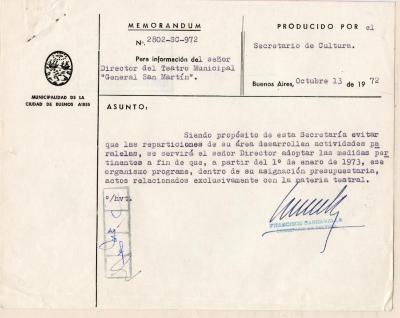 MEMORANDUM
N.º 2802-SC-972
Para información del señor
Director del Teatro Municipal
"General San Martín".
PRODUCIDO POR el
Secretario de Cultura.
Buenos Aires, Octubre 13 de 1972
MUNICIPALIDAD DE LA
CIUDAD DE BUENOS AIRES
ASUNTO:
Siendo propósito de esta Secretaría evitar
que las reparticiones de su área desarrollen actividades pa
ralelas, se servirá el señor Director adoptar las medidas per
tinentes a fin de que, a partir del 1º de enero de 1973, ese
organismo programe, dentro de su asignación presupuestaria,
actos relacionados exclusivamente con la materia teatral.
SECRETARIO DE CULTURA